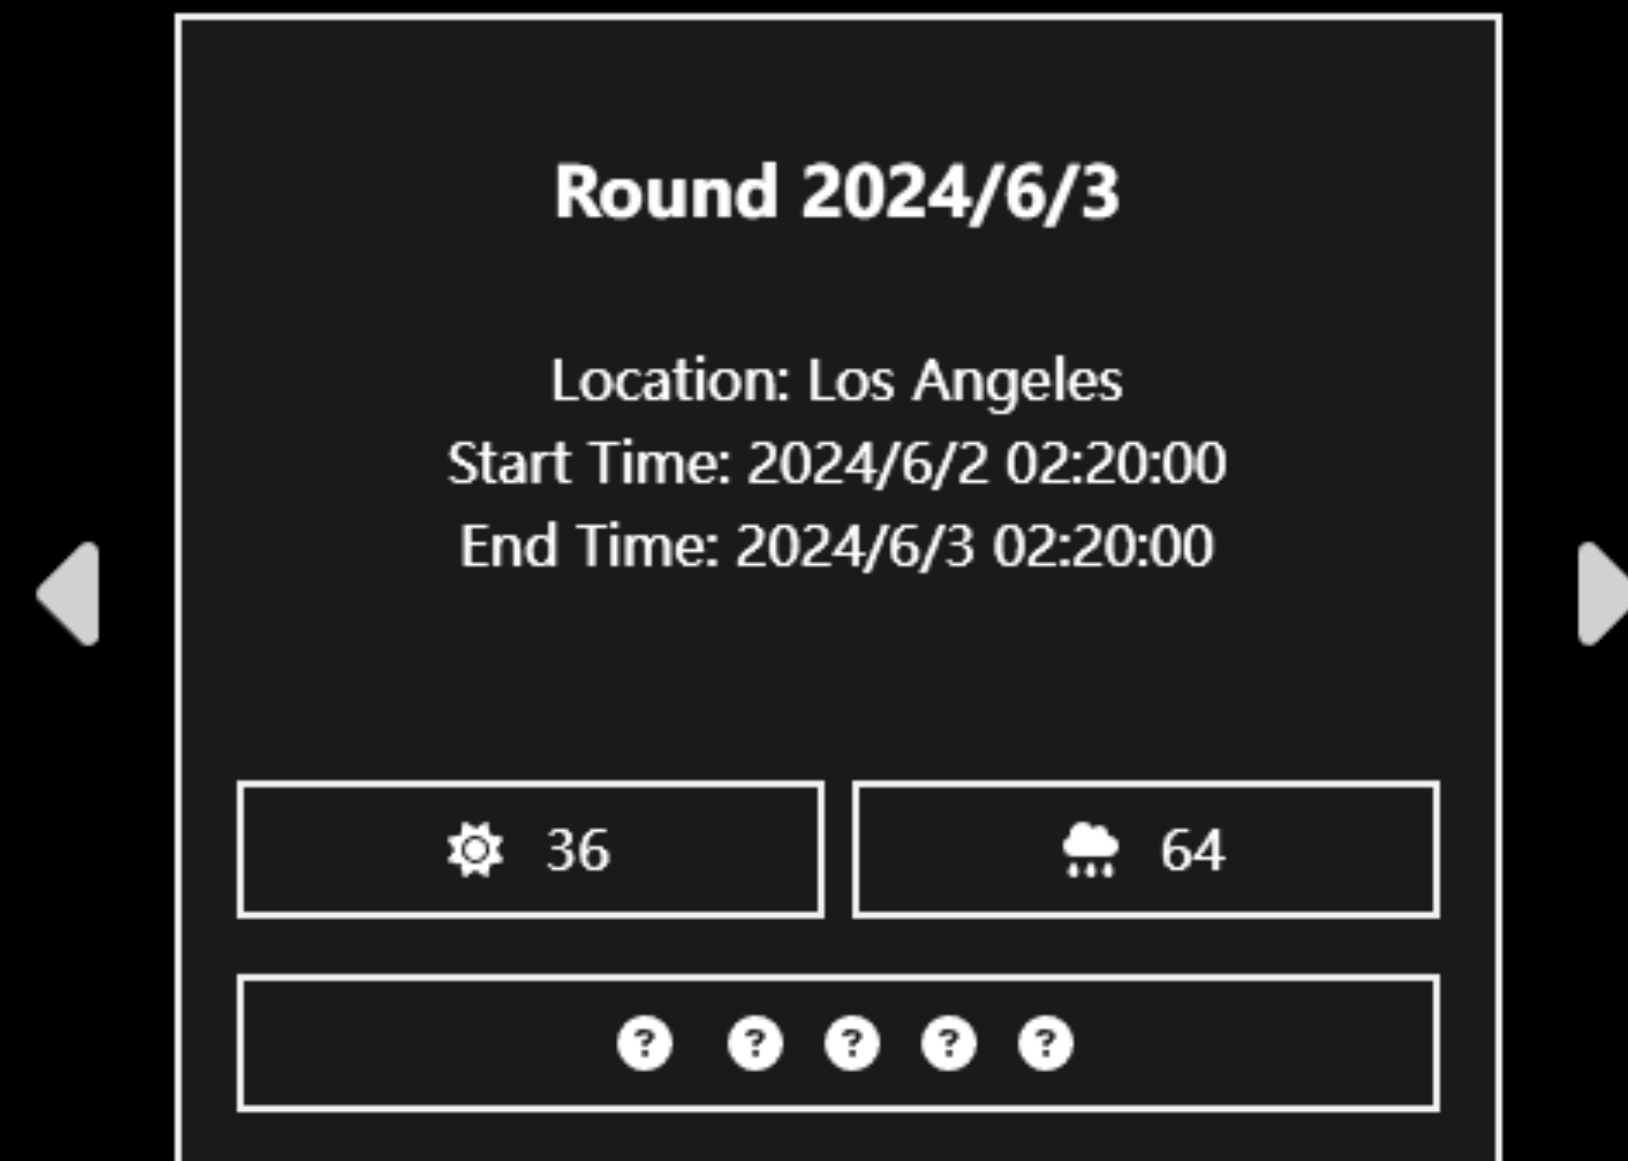 Round 2024/6/3
Location: Los Angeles
Start Time: 2024/6/2 02:20:00
End Time: 2024/6/3 02:20:00
36 64
? ? ? ? ?